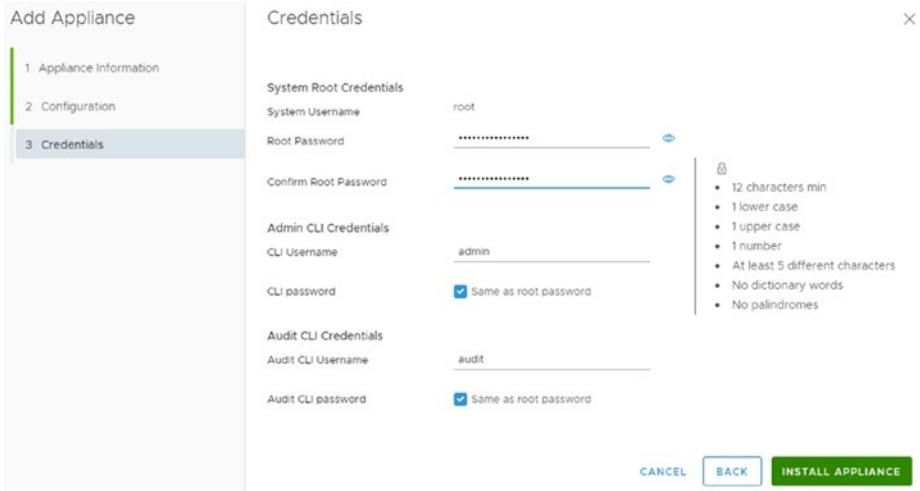 Add Appliance
1 Appliance Information
2 Configuration
3 Credentials
Credentials
System Root Credentials
System Username root
Root Password ••••••••••••••••
Confirm Root Password ••••••••••••••••
Admin CLI Credentials
CLI Username admin
CLI password Same as root password
Audit CLI Credentials
Audit CLI Username audit
Audit CLI password Same as root password
• 12 characters min
• 1 lower case
• 1 upper case
• 1 number
• At least 5 different characters
• No dictionary words
• No palindromes
CANCEL BACK INSTALL APPLIANCE